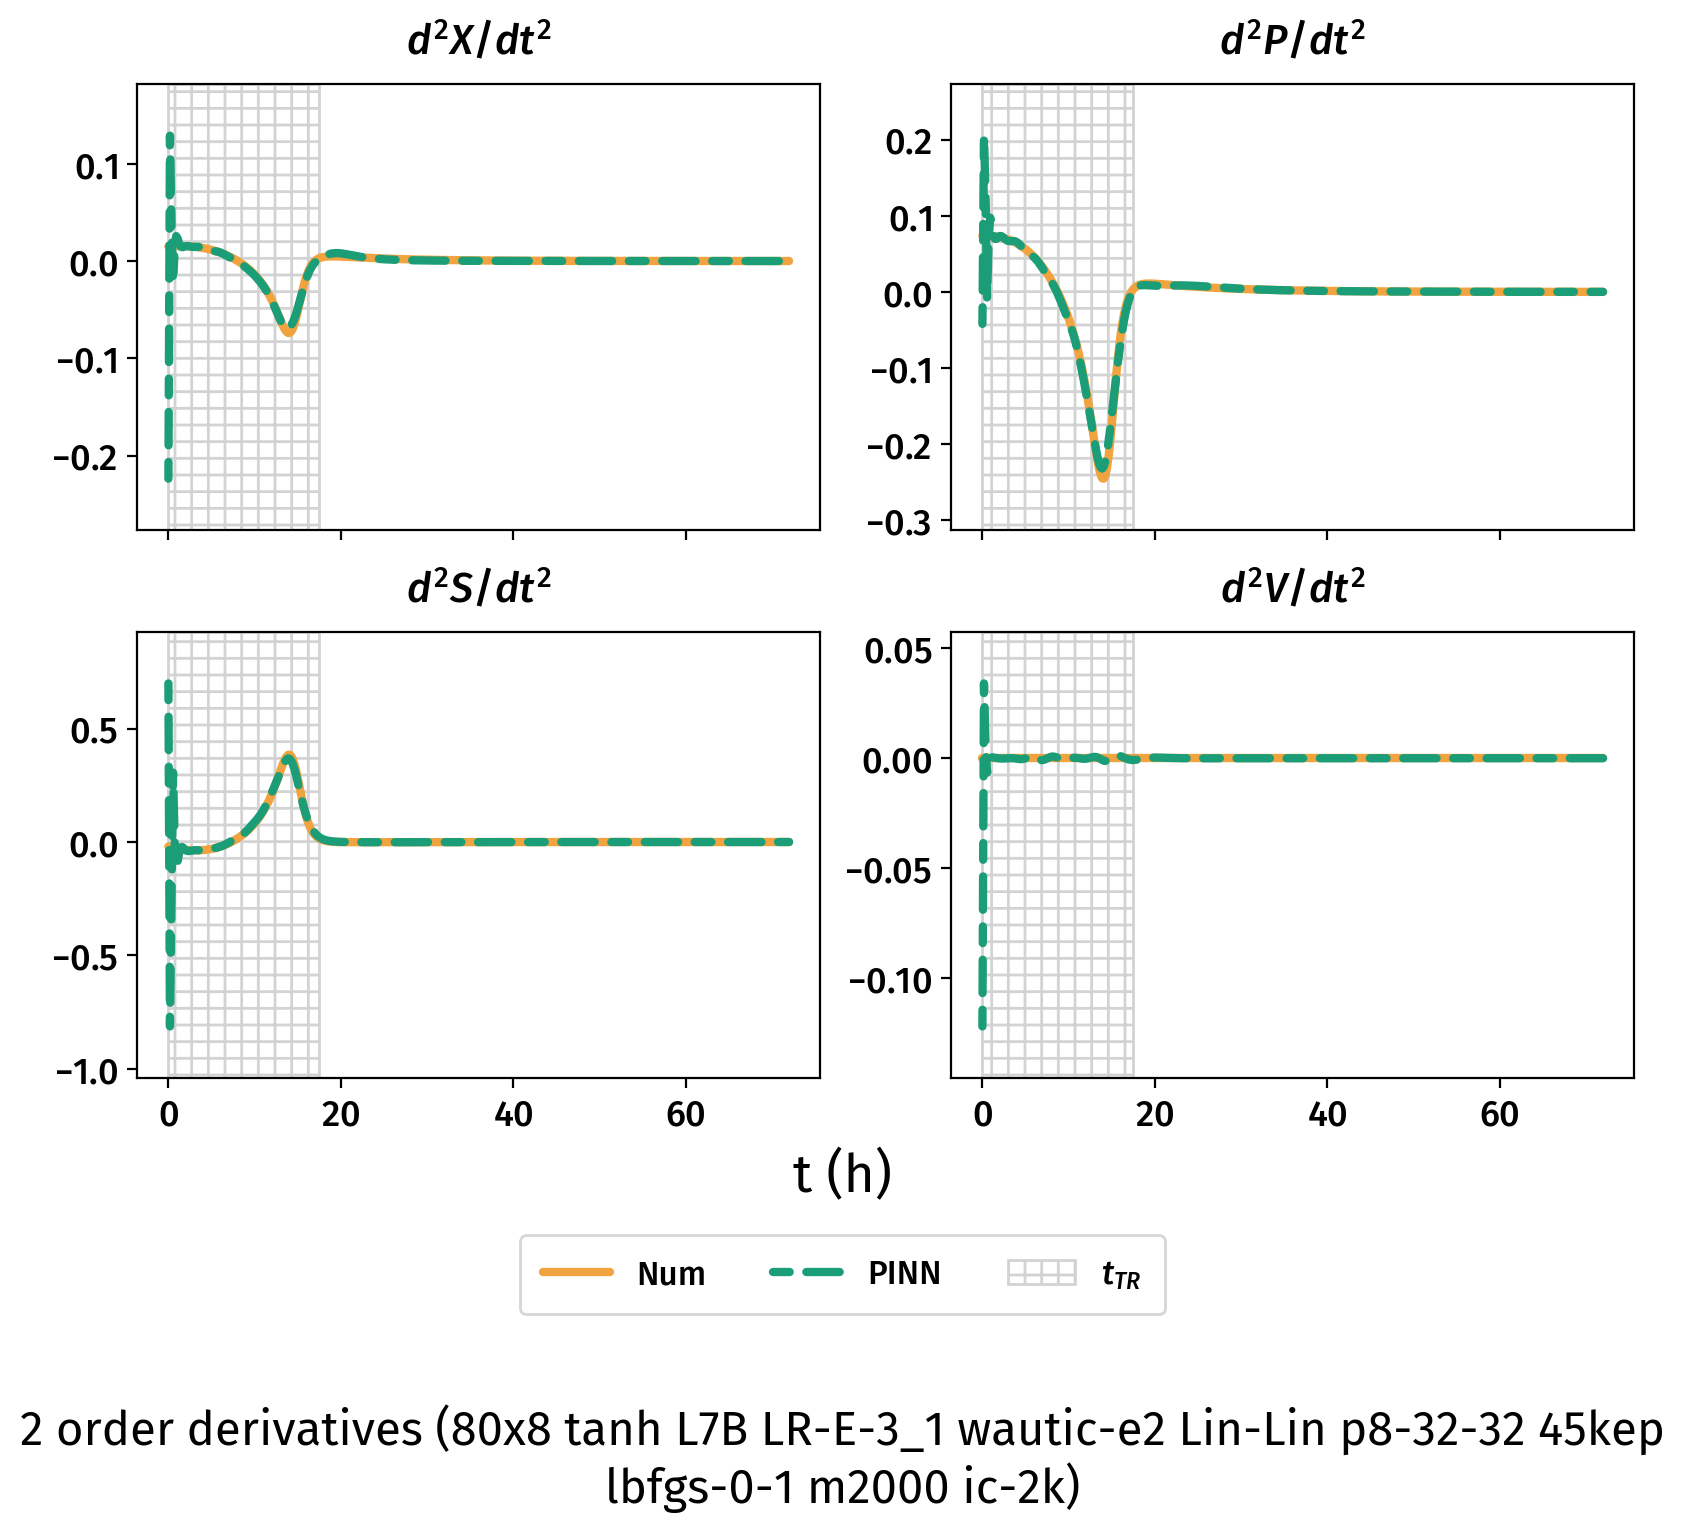 d²X/dt²
d²P/dt²
0.1
0.0
−0.1
−0.2
0.2
0.1
0.0
−0.1
−0.2
−0.3
d²S/dt²
d²V/dt²
0.5
0.0
−0.5
−1.0
0.05
0.00
−0.05
−0.10
0 20 40 60
0 20 40 60
t (h)
Num PINN t_TR
2 order derivatives (80x8 tanh L7B LR-E-3_1 wautic-e2 Lin-Lin p8-32-32 45kep
lbfgs-0-1 m2000 ic-2k)